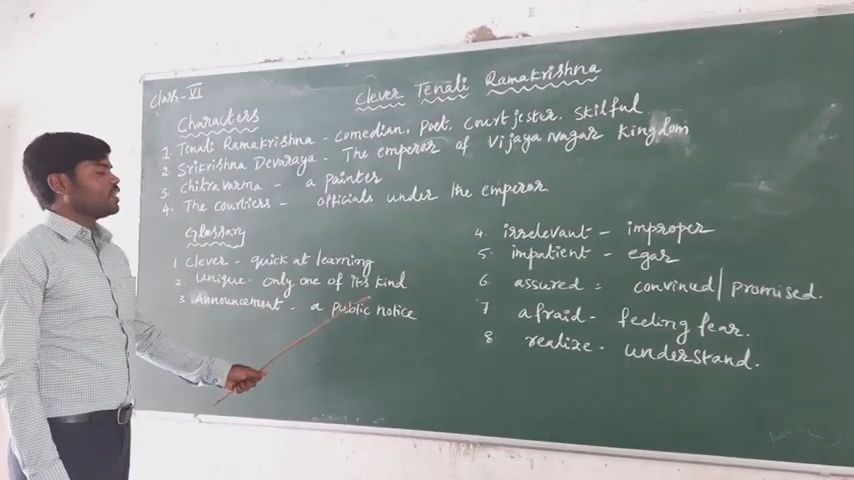 Class - VI
Clever Tenali Ramakrishna
Characters
1. Tenali Ramakrishna - comedian, Poet, Court jester, skilful
2. Srikrishna Devaraya - The emperor of Vijaya nagar kingdom
3. Chitravarma - a painter
4. The courtiers - officials under the emperor
Glossary
1 Clever - quick at learning
2. Unique - only one of its kind
3. Announcement - a public notice
4. irrelevant - improper
5. impatient - egar
6 assured = convinced / promised.
7 afraid - feeling fear.
8 realize - understand.